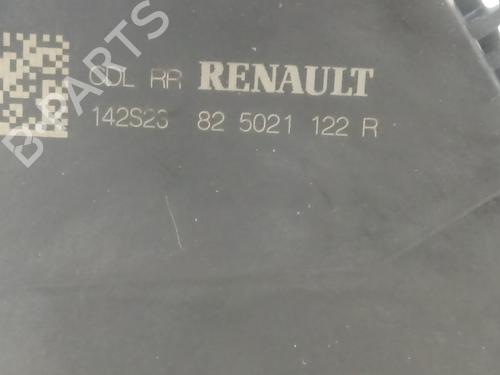 B-PARTS
CDL RR RENAULT
142S23 82 5021 122 R